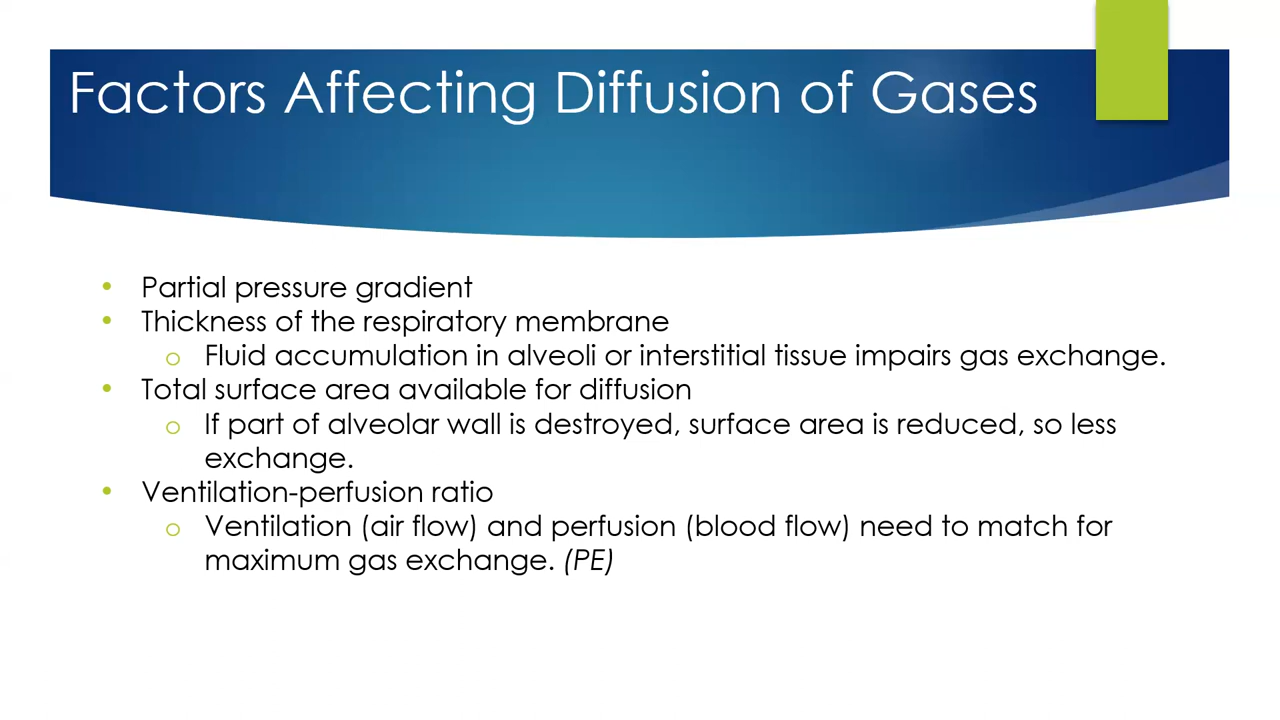 Factors Affecting Diffusion of Gases
• Partial pressure gradient
• Thickness of the respiratory membrane
o Fluid accumulation in alveoli or interstitial tissue impairs gas exchange.
• Total surface area available for diffusion
o If part of alveolar wall is destroyed, surface area is reduced, so less
exchange.
• Ventilation-perfusion ratio
o Ventilation (air flow) and perfusion (blood flow) need to match for
maximum gas exchange. (PE)